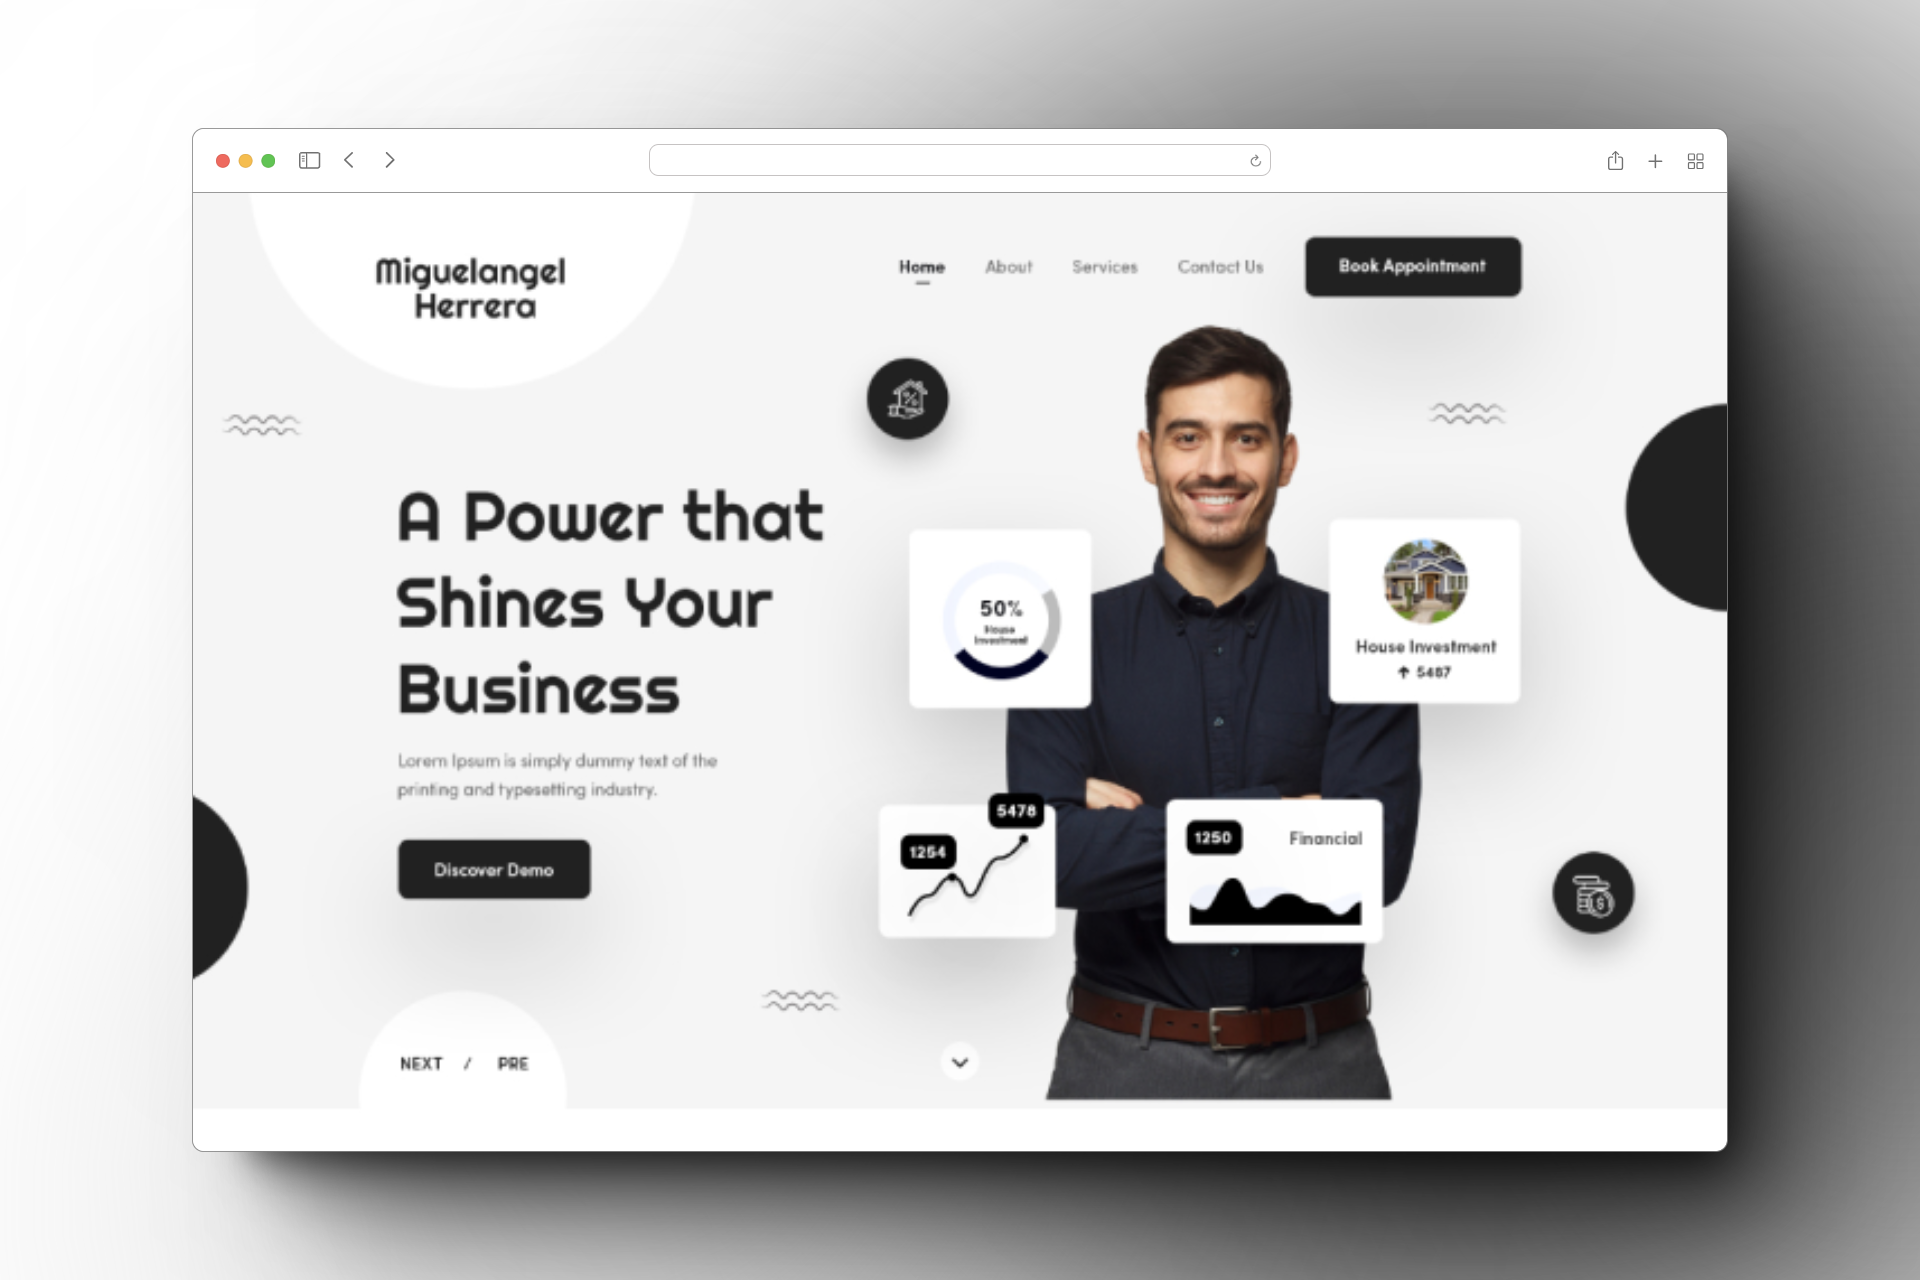 Miguelangel
Herrera
Home About Services Contact Us Book Appointment
A Power that
Shines Your
Business
Lorem Ipsum is simply dummy text of the
printing and typesetting industry.
Discover Demo
NEXT / PRE
50%
House
Investment
House Investment
5487
5478
1254
1250 Financial